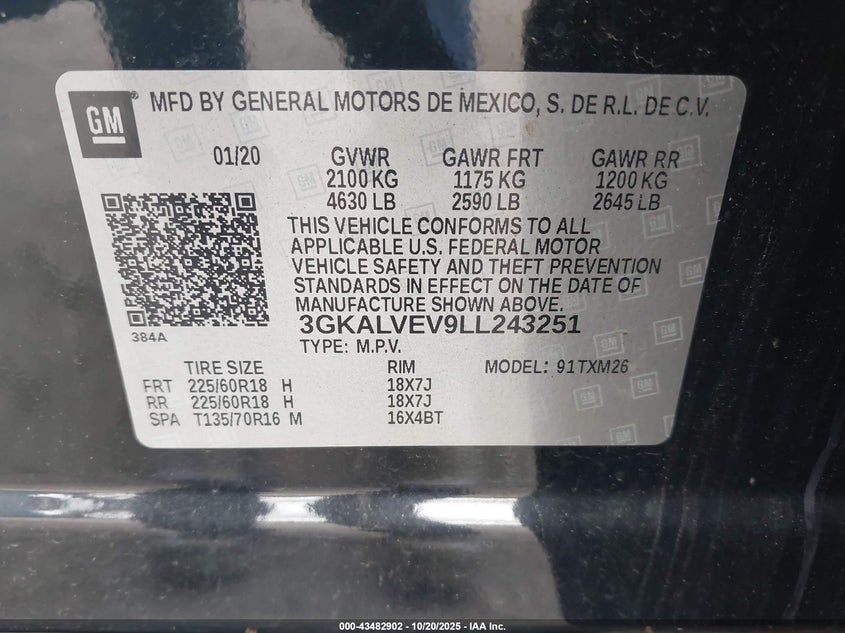 GM® MFD BY GENERAL MOTORS DE MEXICO, S. DE R.L. DE C.V.
01/20 GVWR GAWR FRT GAWR RR
2100 KG 1175 KG 1200 KG
4630 LB 2590 LB 2645 LB
THIS VEHICLE CONFORMS TO ALL
APPLICABLE U.S. FEDERAL MOTOR
VEHICLE SAFETY AND THEFT PREVENTION
STANDARDS IN EFFECT ON THE DATE OF
MANUFACTURE SHOWN ABOVE.
3GKALVEV9LL243251
384A
TYPE: M.P.V.
TIRE SIZE RIM MODEL: 91TXM26
FRT 225/60R18 H 18X7J
RR 225/60R18 H 18X7J
SPA T135/70R16 M 16X4BT
000-43482902 - 10/20/2025 - IAA Inc.